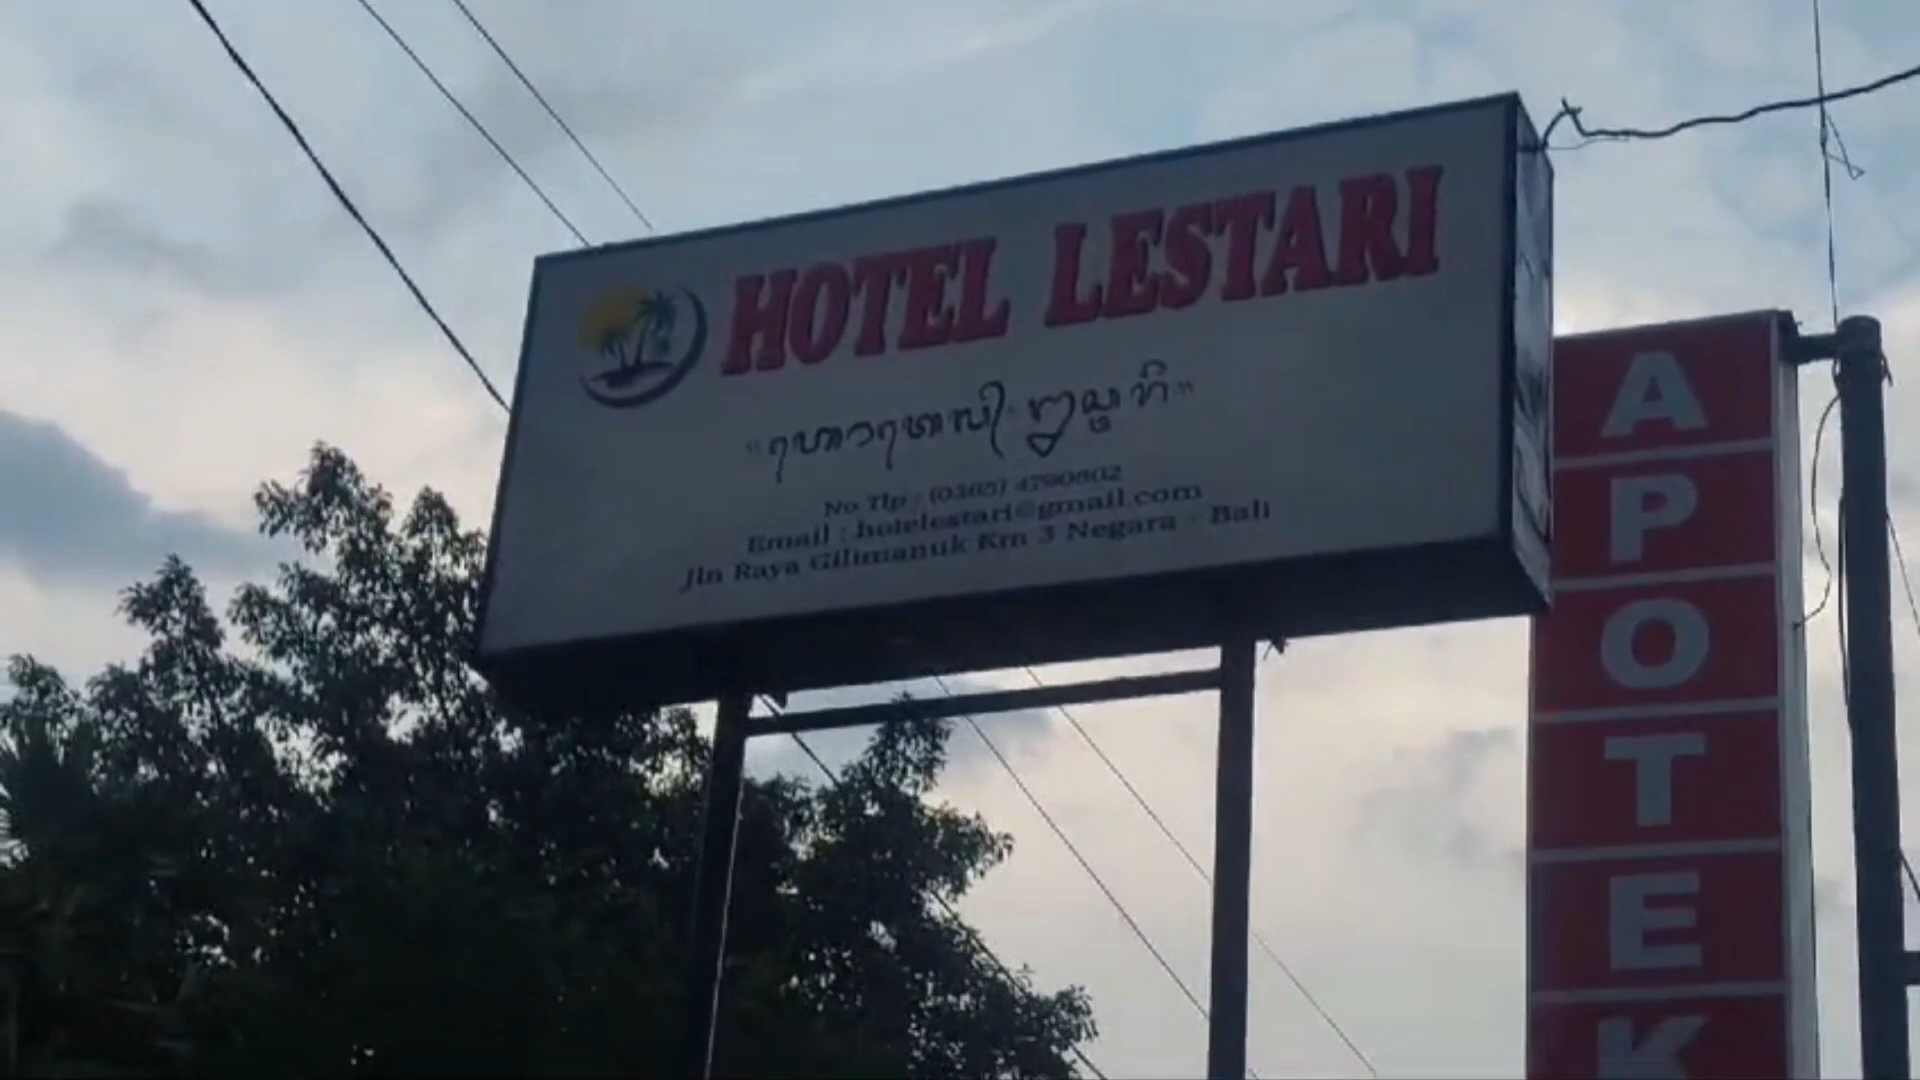 HOTEL LESTARI
No Tlp : (0365) 4790802
Email : hotelestari@gmail.com
Jln Raya Gilimanuk Km 3 Negara - Bali
APOTEK